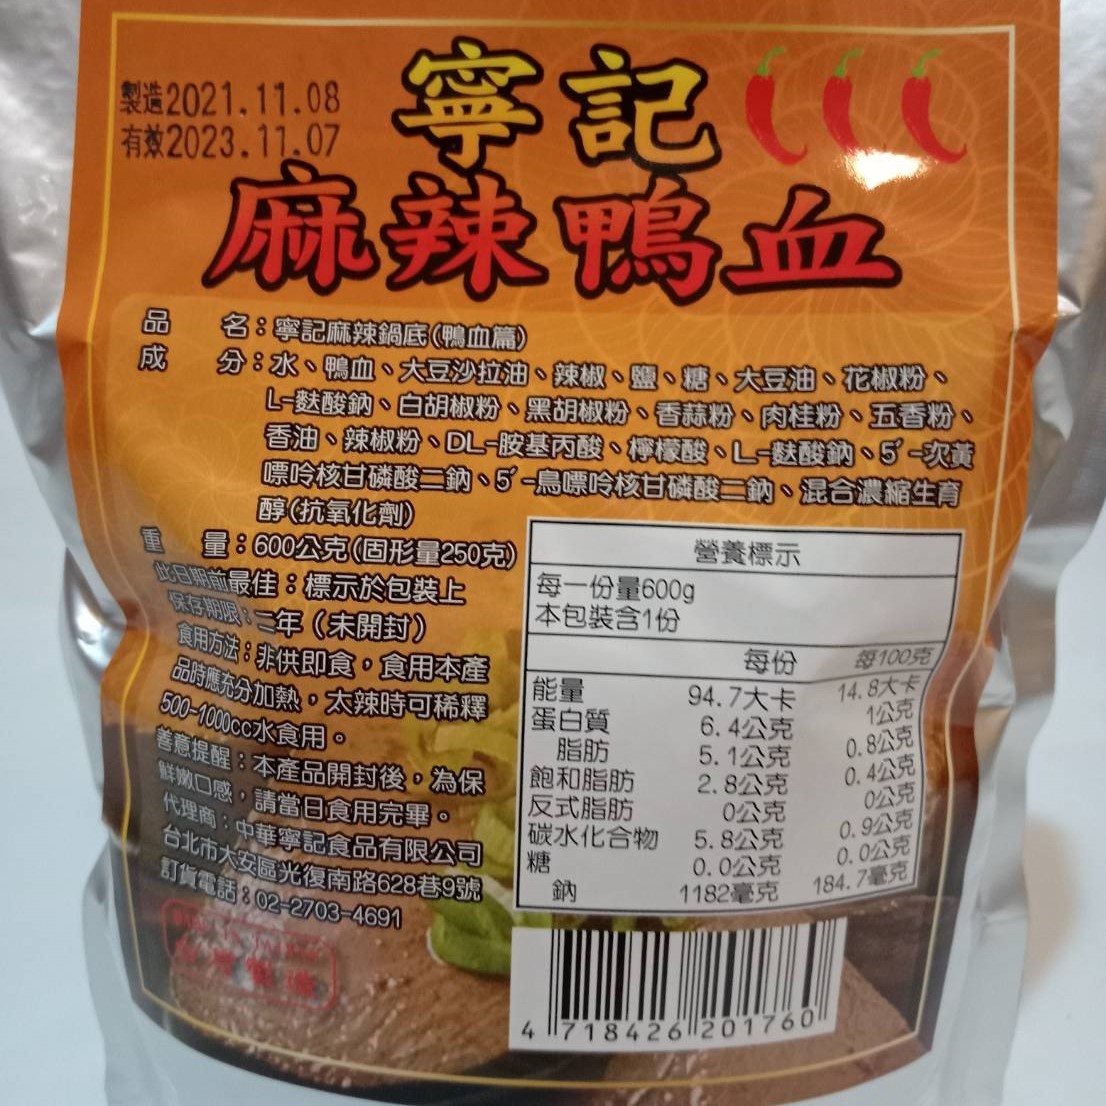 製造2021.11.08
有效2023.11.07
寧記
麻辣鴨血
品　　名：寧記麻辣鍋底(鴨血篇)
成　　分：水、鴨血、大豆沙拉油、辣椒、鹽、糖、大豆油、花椒粉、
L-麩酸鈉、白胡椒粉、黑胡椒粉、香蒜粉、肉桂粉、五香粉、
香油、辣椒粉、DL-胺基丙酸、檸檬酸、L-麩酸鈉、5´-次黃
嘌呤核甘磷酸二鈉、5´-鳥嘌呤核甘磷酸二鈉、混合濃縮生育
醇(抗氧化劑)
重　　量：600公克(固形量250克)
此日期前最佳：標示於包裝上
保存期限：二年（未開封）
食用方法：非供即食，食用本產
品時應充分加熱，太辣時可稀釋
500-1000cc水食用。
善意提醒：本產品開封後，為保
鮮嫩口感，請當日食用完畢。
代理商：中華寧記食品有限公司
台北市大安區光復南路628巷9號
訂貨電話：02-2703-4691
營養標示
每一份量600g
本包裝含1份
每份　每100克
能量　94.7大卡　14.8大卡
蛋白質　6.4公克　1公克
脂肪　5.1公克　0.8公克
飽和脂肪　2.8公克　0.4公克
反式脂肪　0公克　0公克
碳水化合物　5.8公克　0.9公克
糖　0.0公克　0.0公克
鈉　1182毫克　184.7毫克
4 718426 201760